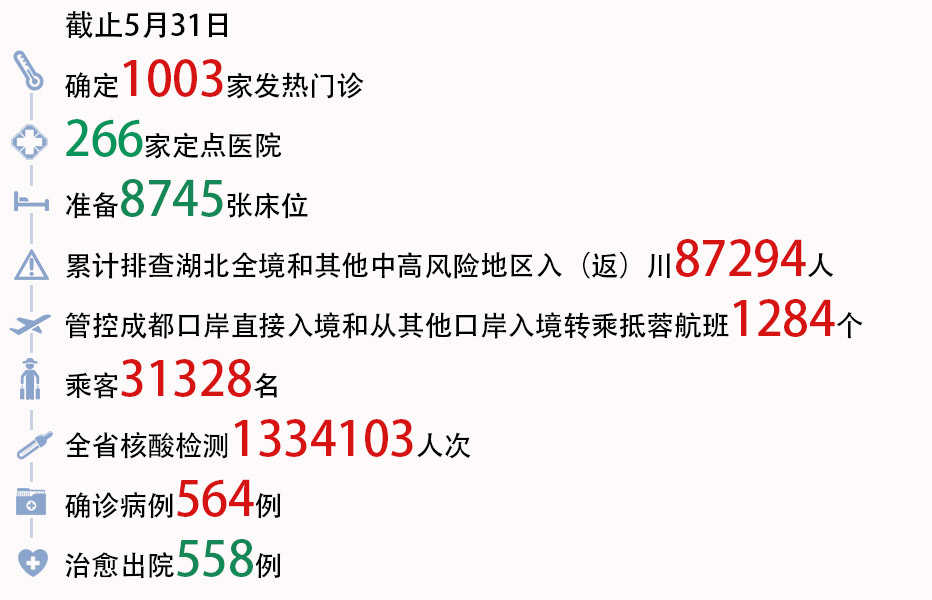 截止5月31日
确定1003家发热门诊
266家定点医院
准备8745张床位
累计排查湖北全境和其他中高风险地区入（返）川87294人
管控成都口岸直接入境和从其他口岸入境转乘抵蓉航班1284个
乘客31328名
全省核酸检测1334103人次
确诊病例564例
治愈出院558例